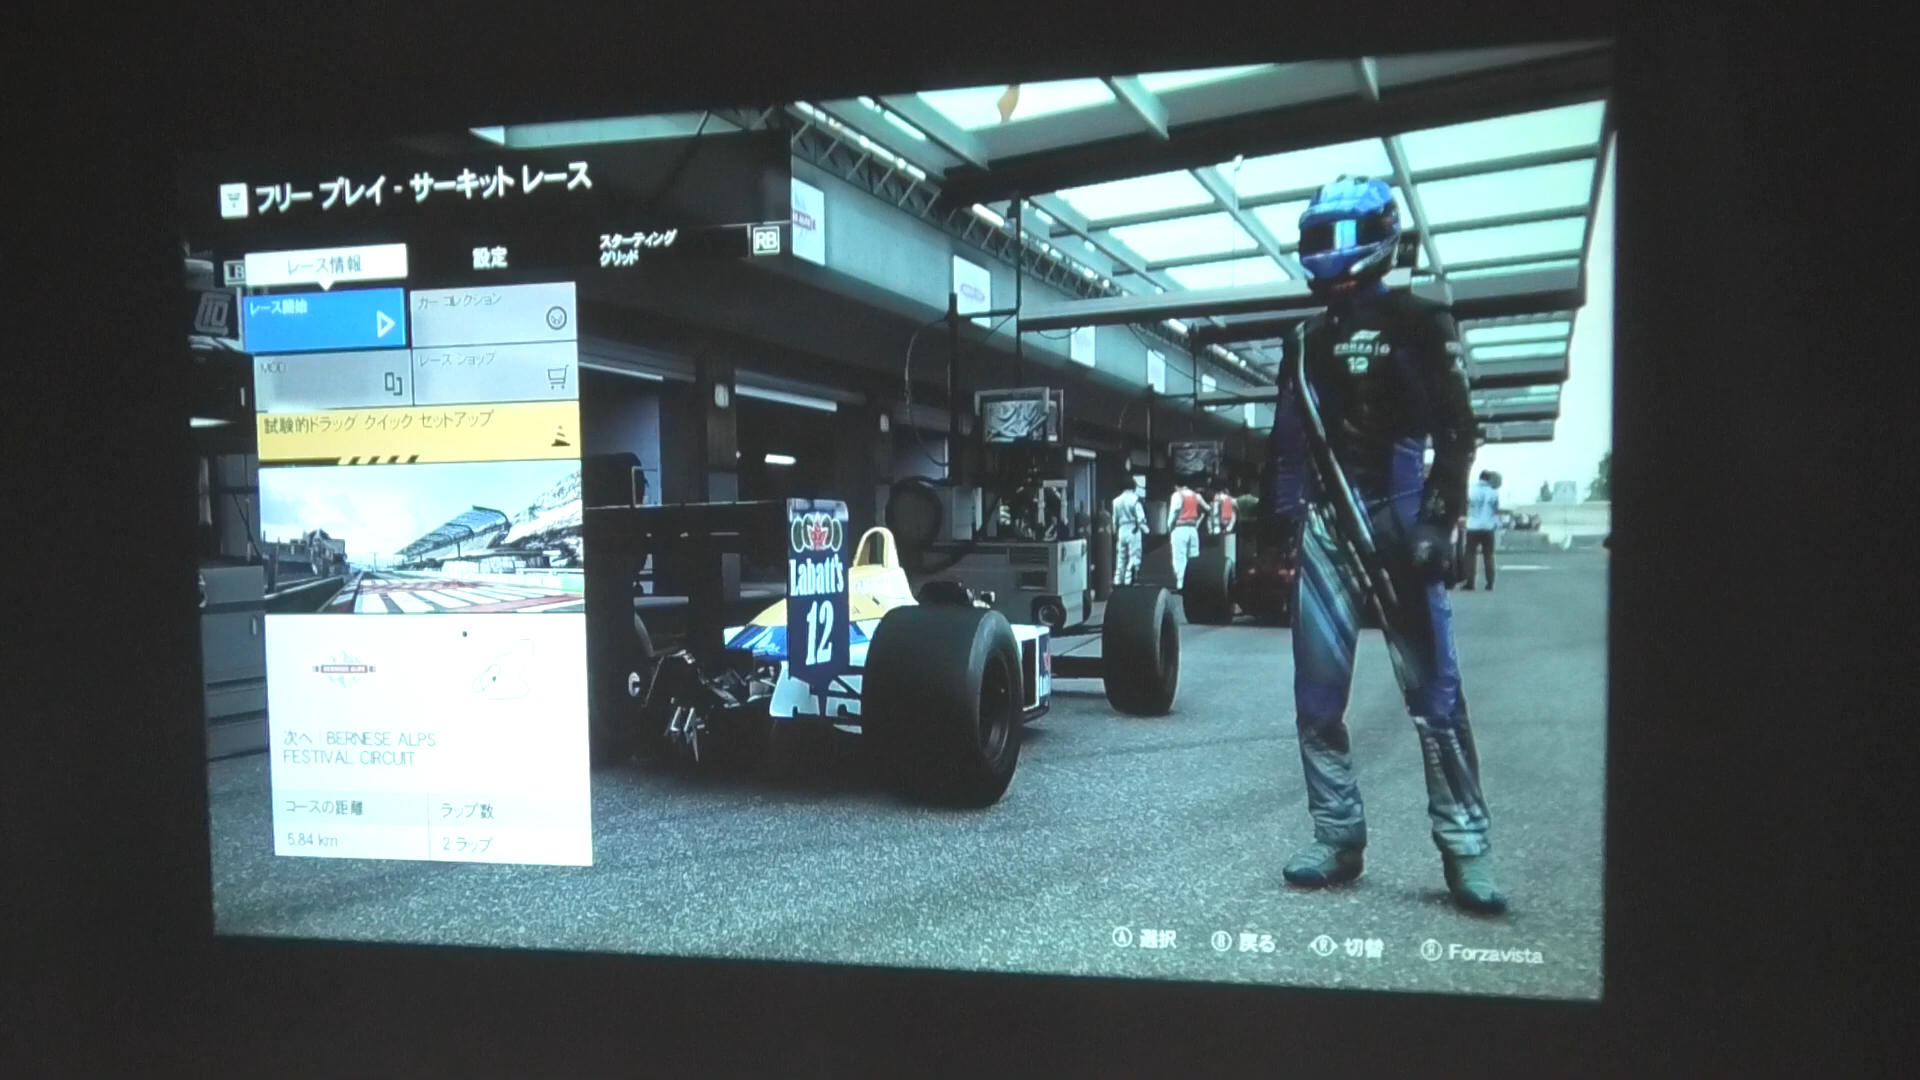 フリー プレイ - サーキット レース
LB
レース情報
設定
スターティング
グリッド
RB
レース開始
カー コレクション
MOD
レース ショップ
試験的ドラッグ クイック セットアップ
BERNESE ALPS
次へ: BERNESE ALPS
FESTIVAL CIRCUIT
コースの距離
ラップ数
5.84 km
2 ラップ
Labatt's
12
10
Ⓐ 選択
Ⓑ 戻る
Ⓡ 切替
Ⓡ Forzavista